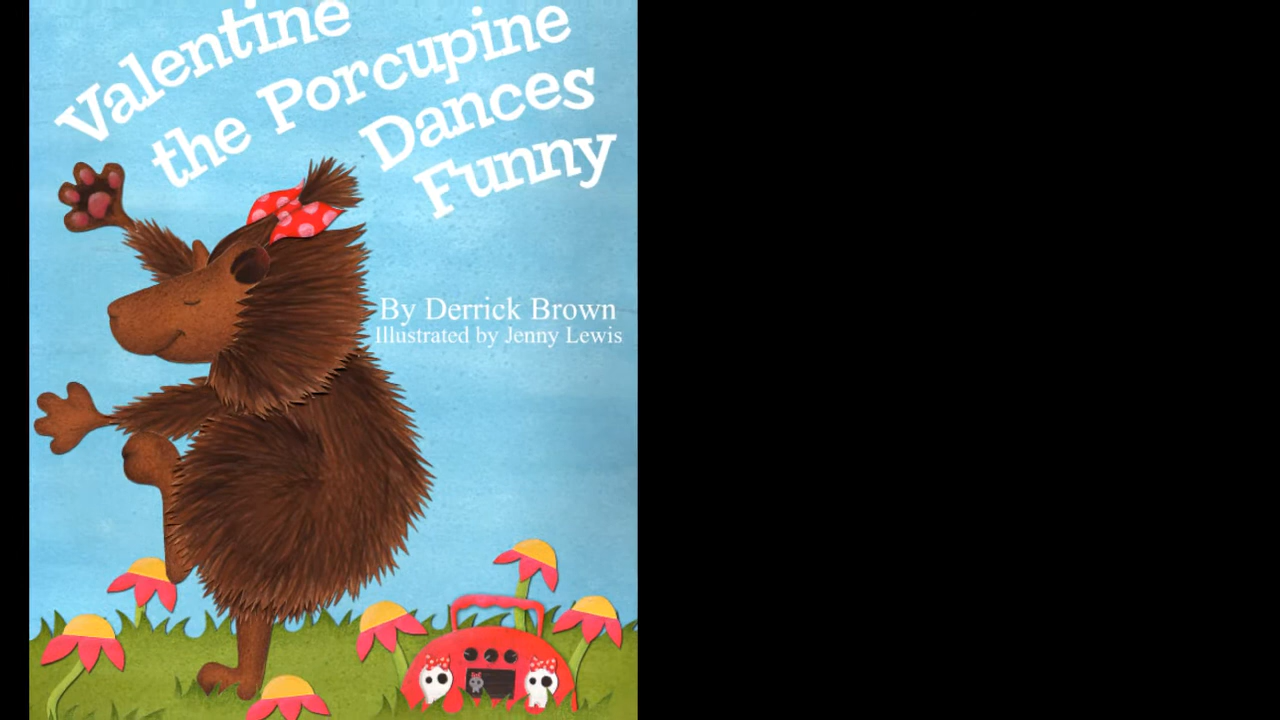 Valentine
the Porcupine
Dances
Funny
By Derrick Brown
Illustrated by Jenny Lewis